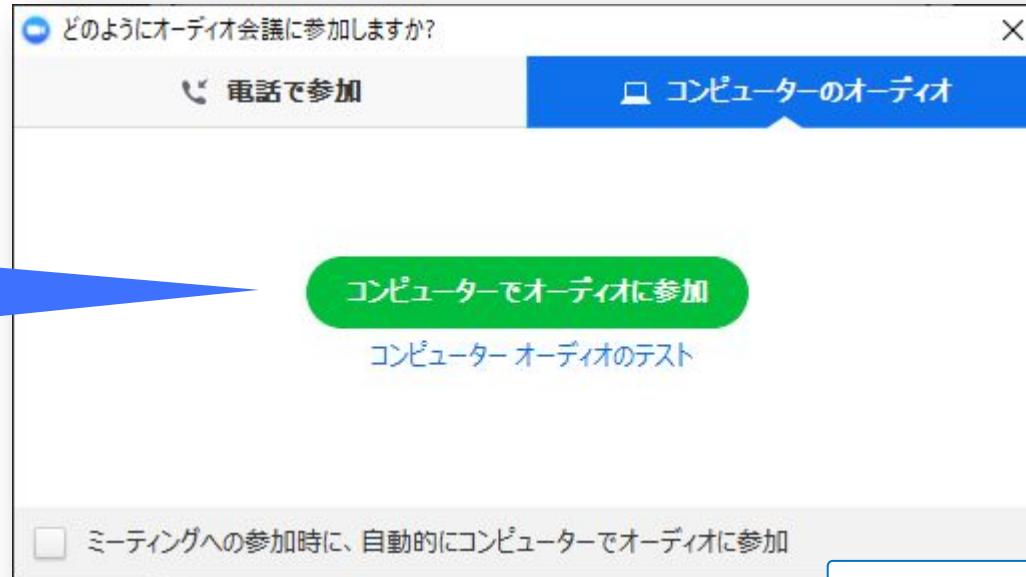 どのようにオーディオ会議に参加しますか?
電話で参加
コンピューターのオーディオ
コンピューターでオーディオに参加
コンピューター オーディオのテスト
ミーティングへの参加時に、自動的にコンピューターでオーディオに参加